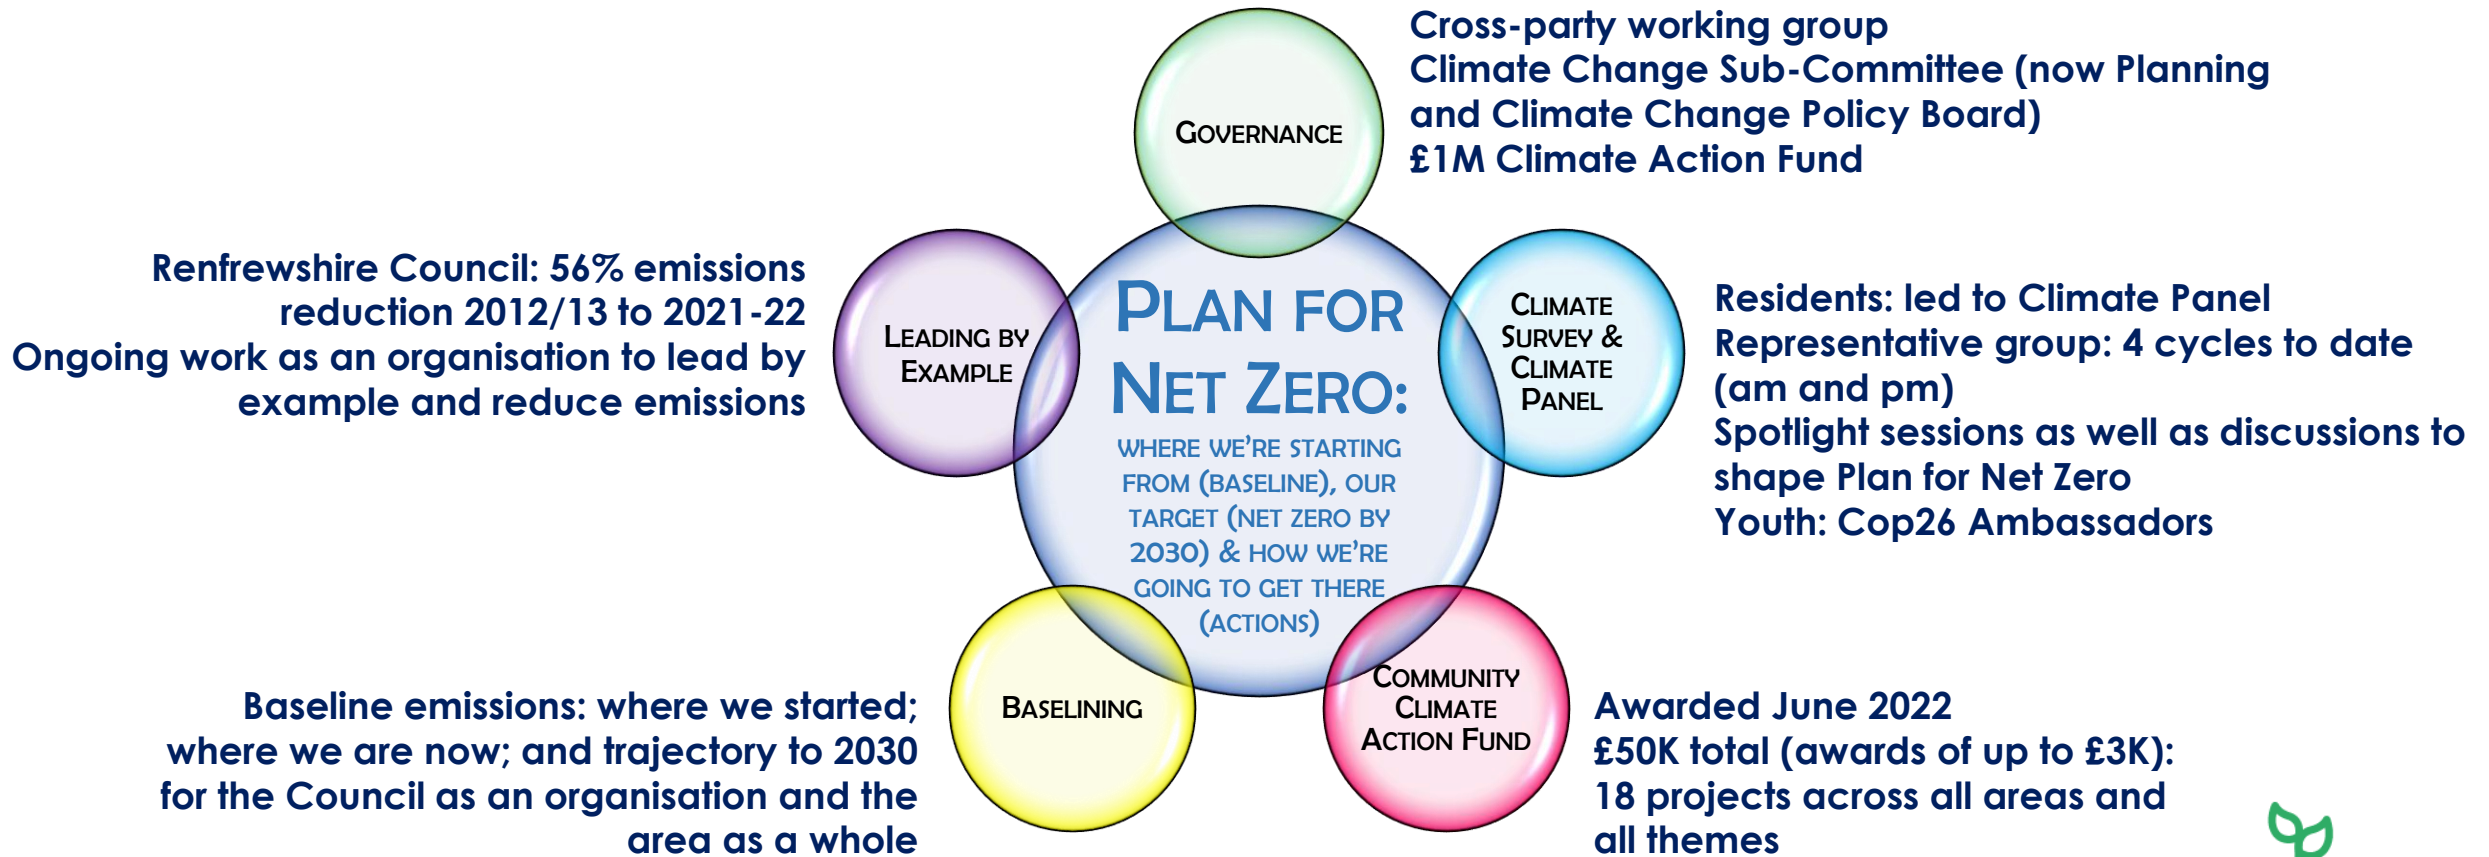 GOVERNANCE
Cross-party working group
Climate Change Sub-Committee (now Planning
and Climate Change Policy Board)
£1M Climate Action Fund
Renfrewshire Council: 56% emissions
reduction 2012/13 to 2021-22
Ongoing work as an organisation to lead by
example and reduce emissions
LEADING BY
EXAMPLE
PLAN FOR
NET ZERO:
WHERE WE'RE STARTING
FROM (BASELINE), OUR
TARGET (NET ZERO BY
2030) & HOW WE'RE
GOING TO GET THERE
(ACTIONS)
CLIMATE
SURVEY &
CLIMATE
PANEL
Residents: led to Climate Panel
Representative group: 4 cycles to date
(am and pm)
Spotlight sessions as well as discussions to
shape Plan for Net Zero
Youth: Cop26 Ambassadors
Baseline emissions: where we started;
where we are now; and trajectory to 2030
for the Council as an organisation and the
area as a whole
BASELINING
COMMUNITY
CLIMATE
ACTION FUND
Awarded June 2022
£50K total (awards of up to £3K):
18 projects across all areas and
all themes